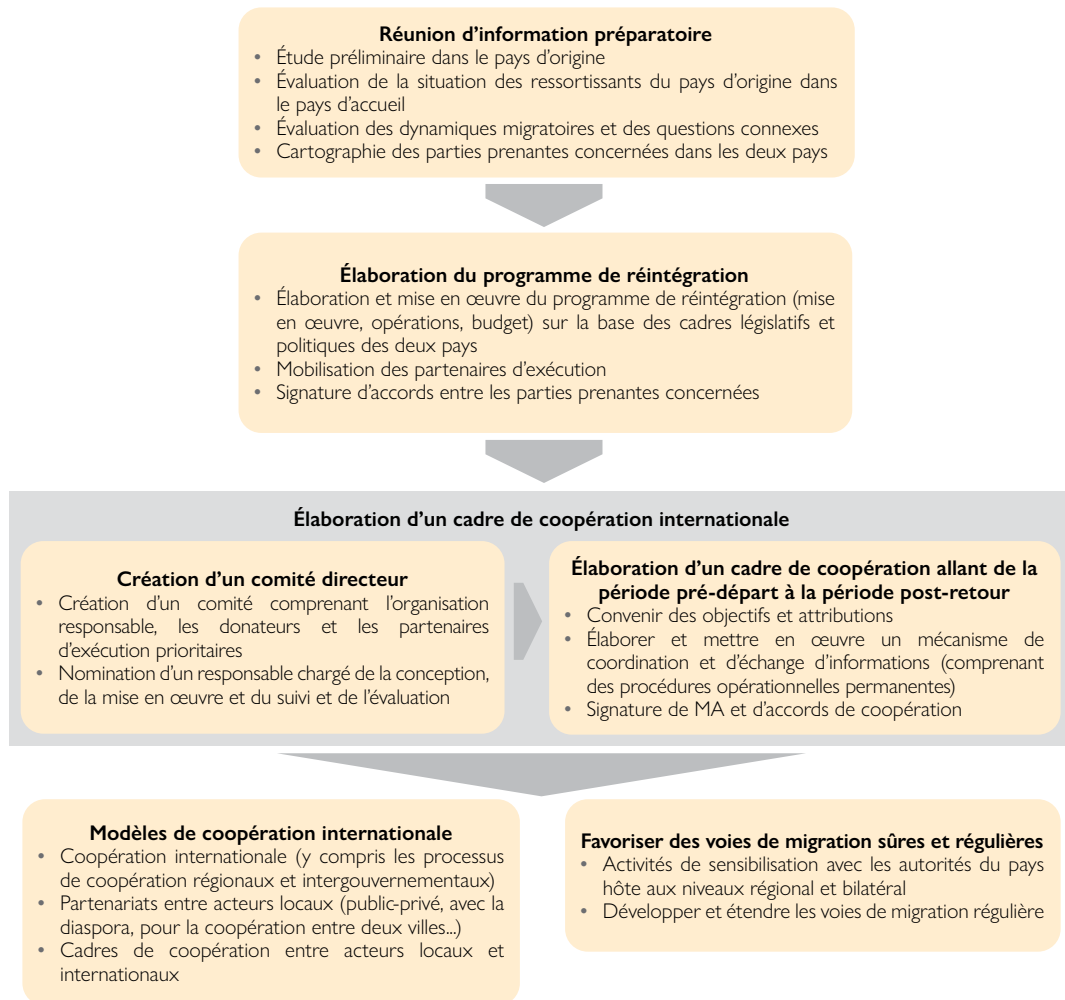 Réunion d’information préparatoire
• Étude préliminaire dans le pays d’origine
• Évaluation de la situation des ressortissants du pays d’origine dans
le pays d’accueil
• Évaluation des dynamiques migratoires et des questions connexes
• Cartographie des parties prenantes concernées dans les deux pays
Élaboration du programme de réintégration
• Élaboration et mise en œuvre du programme de réintégration (mise
en œuvre, opérations, budget) sur la base des cadres législatifs et
politiques des deux pays
• Mobilisation des partenaires d’exécution
• Signature d’accords entre les parties prenantes concernées
Élaboration d’un cadre de coopération internationale
Création d’un comité directeur
• Création d’un comité comprenant l’organisation
responsable, les donateurs et les partenaires
d’exécution prioritaires
• Nomination d’un responsable chargé de la conception,
de la mise en œuvre et du suivi et de l’évaluation
Élaboration d’un cadre de coopération allant de la
période pré-départ à la période post-retour
• Convenir des objectifs et attributions
• Élaborer et mettre en œuvre un mécanisme de
coordination et d’échange d’informations (comprenant
des procédures opérationnelles permanentes)
• Signature de MA et d’accords de coopération
Modèles de coopération internationale
• Coopération internationale (y compris les processus
de coopération régionaux et intergouvernementaux)
• Partenariats entre acteurs locaux (public-privé, avec la
diaspora, pour la coopération entre deux villes...)
• Cadres de coopération entre acteurs locaux et
internationaux
Favoriser des voies de migration sûres et régulières
• Activités de sensibilisation avec les autorités du pays
hôte aux niveaux régional et bilatéral
• Développer et étendre les voies de migration régulière